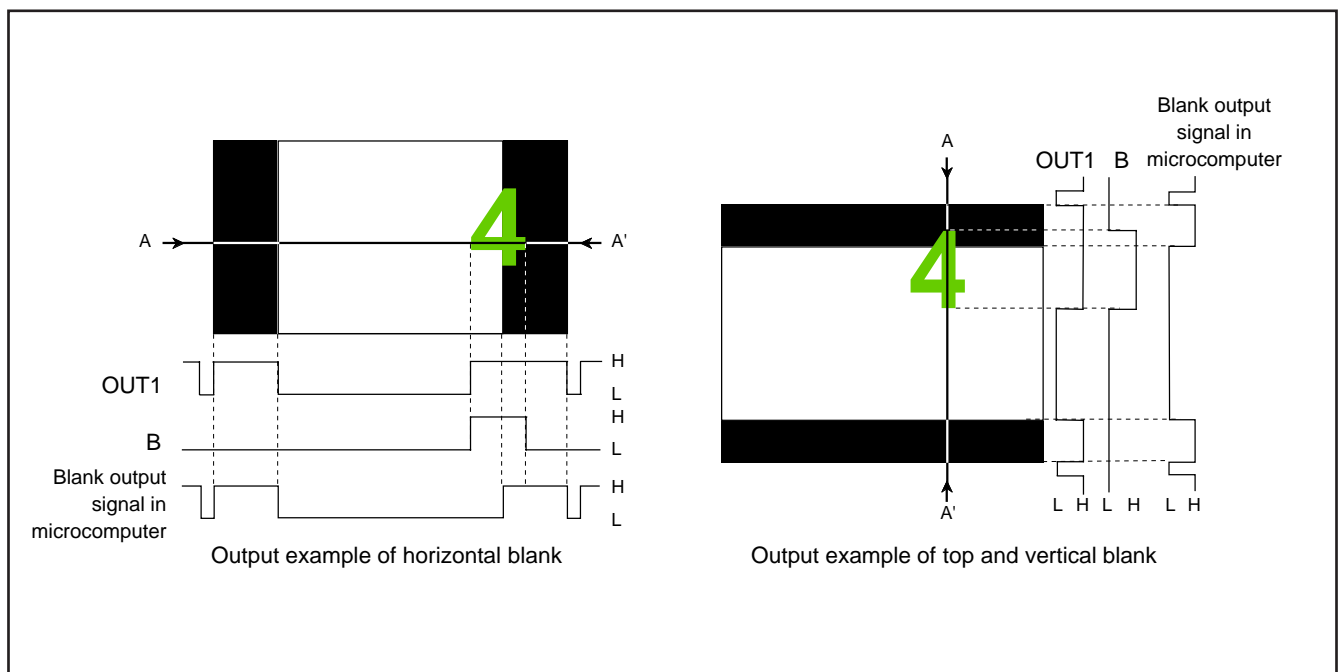 A
4
A'
OUT1
H
L
B
H
L
Blank output
signal in
microcomputer
H
L
Output example of horizontal blank
Blank output
signal in
microcomputer
OUT1 B
A
4
A'
L H L H L H
Output example of top and vertical blank